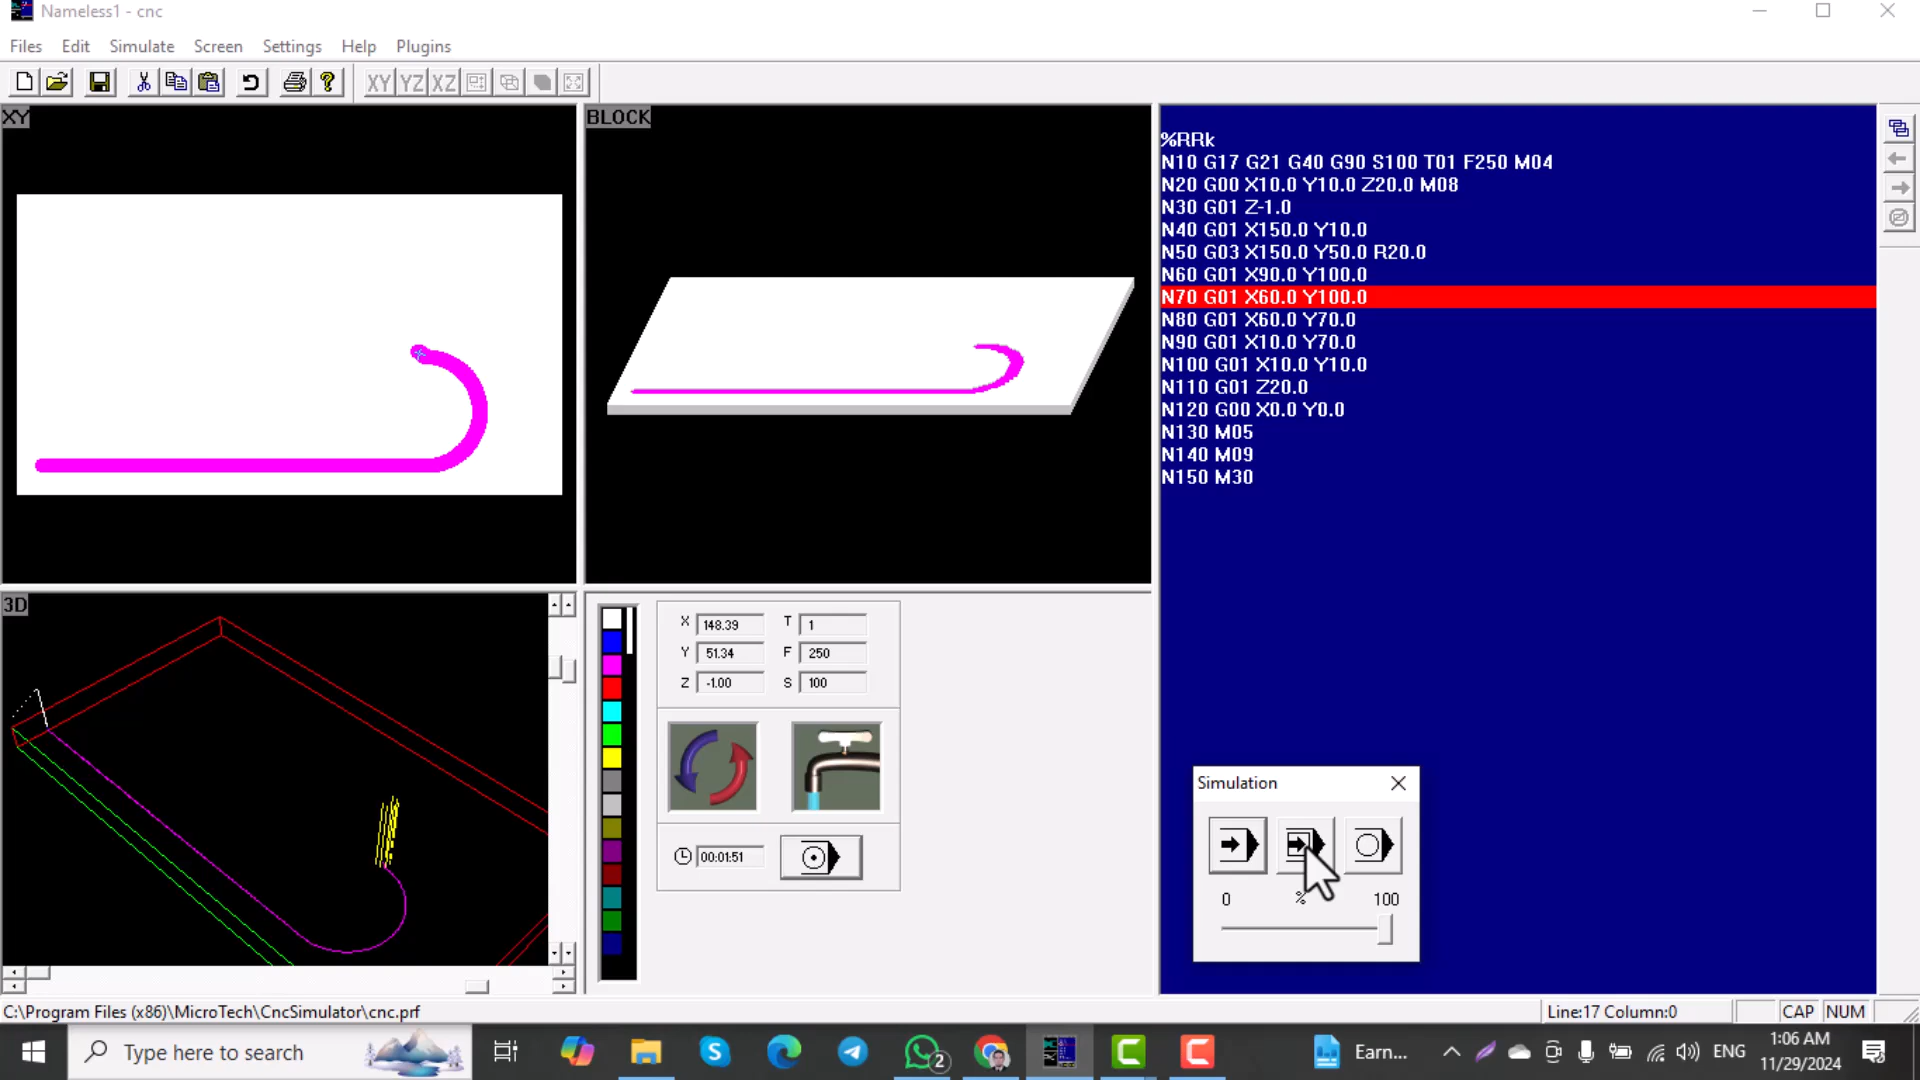 Nameless1 - cnc
Files Edit Simulate Screen Settings Help Plugins
XY YZ XZ
XY
BLOCK
%RRk
N10 G17 G21 G40 G90 S100 T01 F250 M04
N20 G00 X10.0 Y10.0 Z20.0 M08
N30 G01 Z-1.0
N40 G01 X150.0 Y10.0
N50 G03 X150.0 Y50.0 R20.0
N60 G01 X90.0 Y100.0
N70 G01 X60.0 Y100.0
N80 G01 X60.0 Y70.0
N90 G01 X10.0 Y70.0
N100 G01 X10.0 Y10.0
N110 G01 Z20.0
N120 G00 X0.0 Y0.0
N130 M05
N140 M09
N150 M30
3D
X 148.39 T 1
Y 51.34 F 250
Z -1.00 S 100
00:01:51
Simulation
0 % 100
C:\Program Files (x86)\MicroTech\CncSimulator\cnc.prf
Line:17 Column:0
CAP NUM
Type here to search
2
Earn...
ENG
1:06 AM
11/29/2024